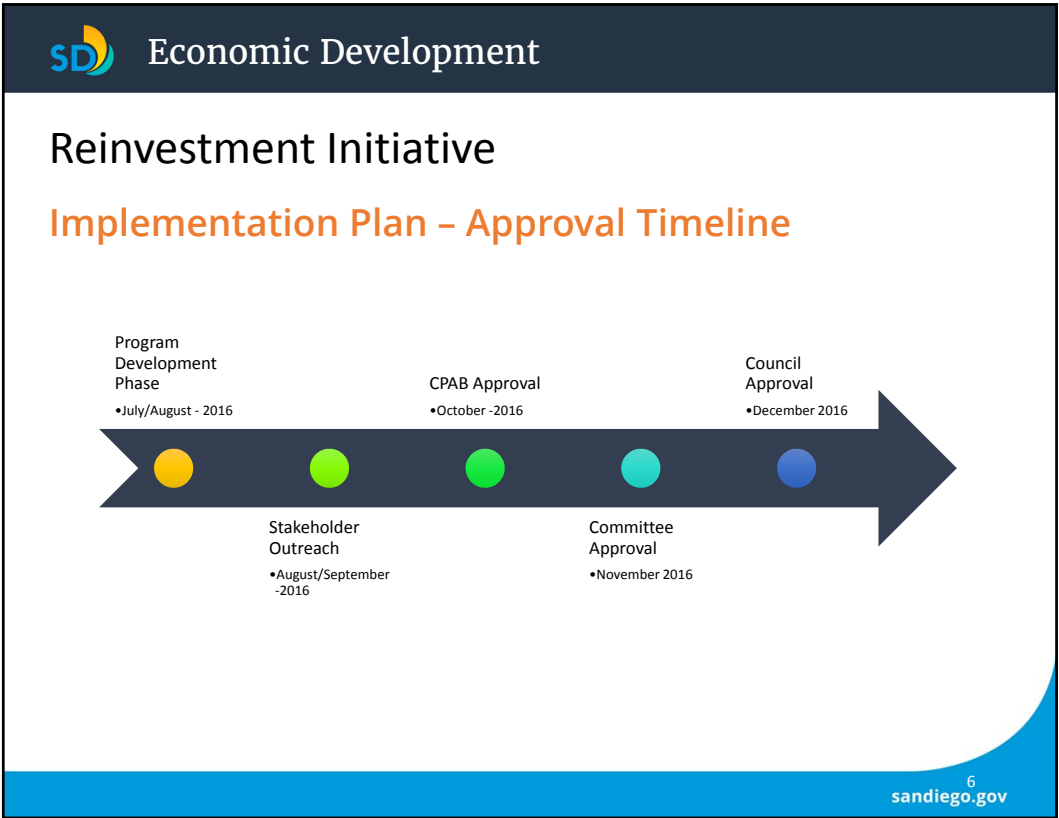 SD
Economic Development
Reinvestment Initiative
Implementation Plan – Approval Timeline
Program
Development
Phase
•July/August - 2016
Stakeholder
Outreach
•August/September
-2016
CPAB Approval
•October -2016
Committee
Approval
•November 2016
Council
Approval
•December 2016
6
sandiego.gov